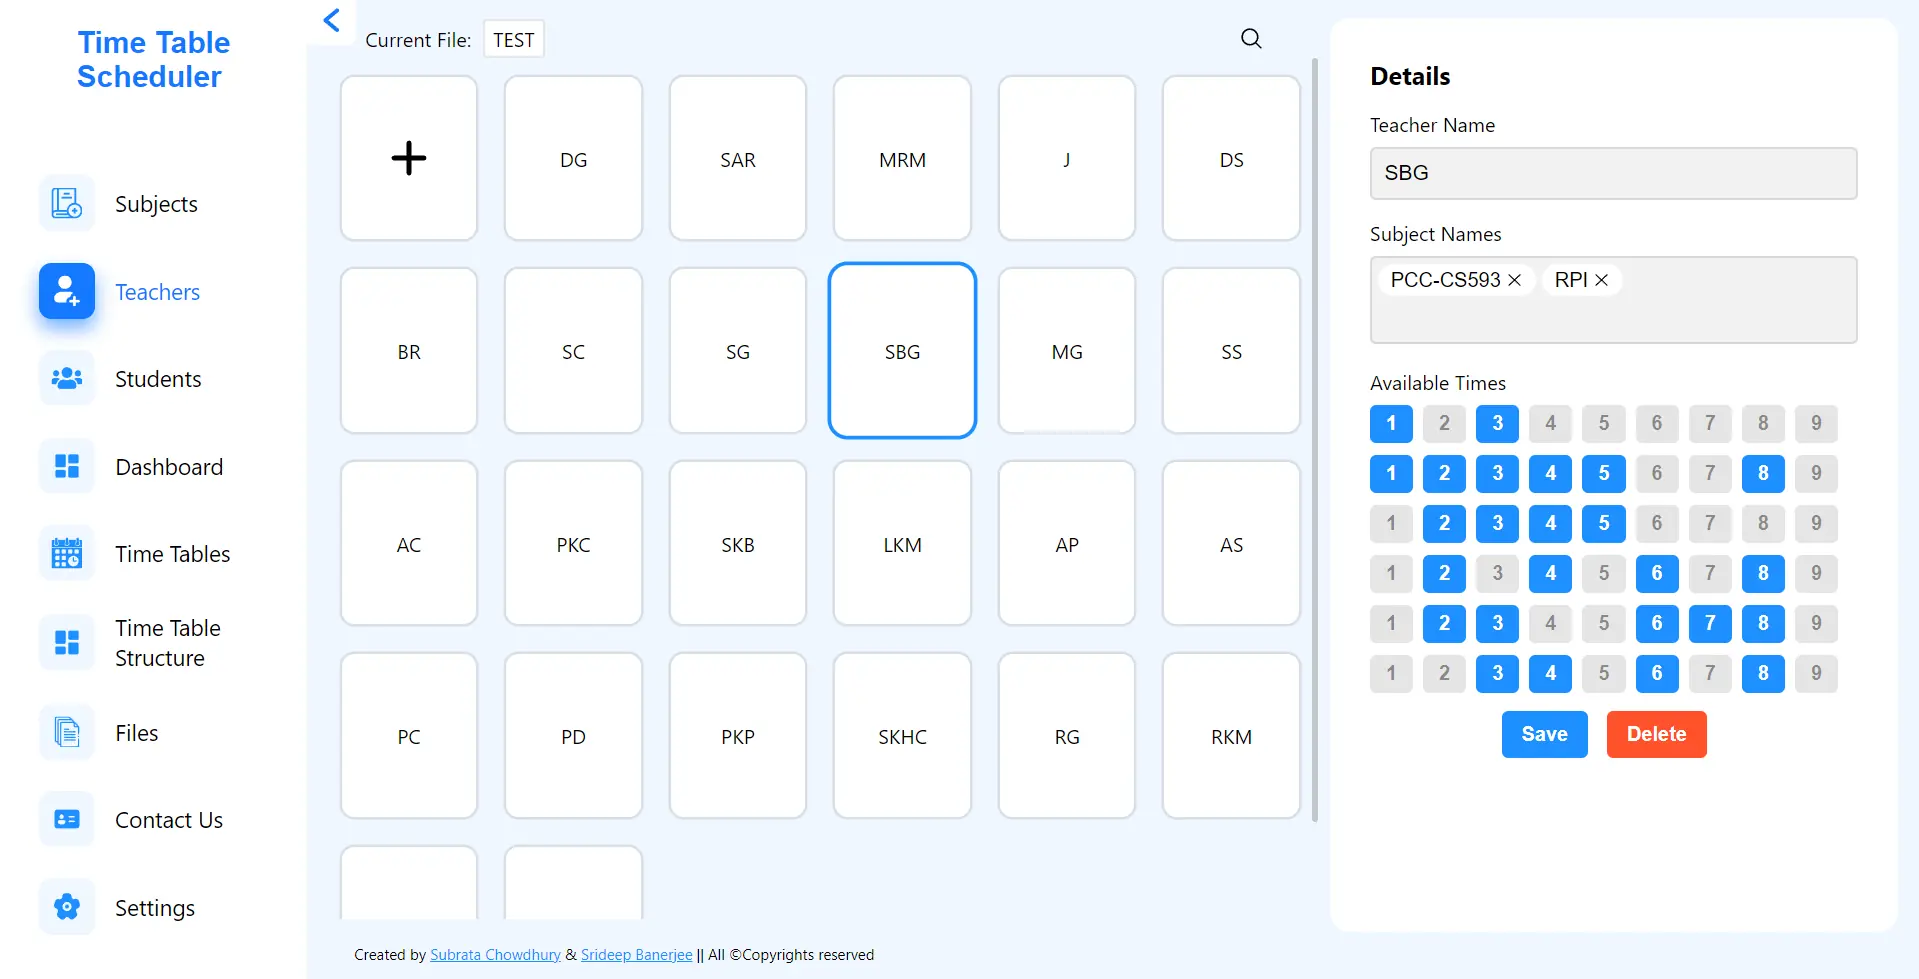 Time Table
Scheduler
Subjects
Teachers
Students
Dashboard
Time Tables
Time Table
Structure
Files
Contact Us
Settings
Current File: TEST
DG SAR MRM J DS
BR SC SG SBG MG SS
AC PKC SKB LKM AP AS
PC PD PKP SKHC RG RKM
Created by Subrata Chowdhury & Srideep Banerjee || All ©Copyrights reserved
Details
Teacher Name
SBG
Subject Names
PCC-CS593 RPI
Available Times
1 2 3 4 5 6 7 8 9
1 2 3 4 5 6 7 8 9
1 2 3 4 5 6 7 8 9
1 2 3 4 5 6 7 8 9
1 2 3 4 5 6 7 8 9
1 2 3 4 5 6 7 8 9
Save Delete